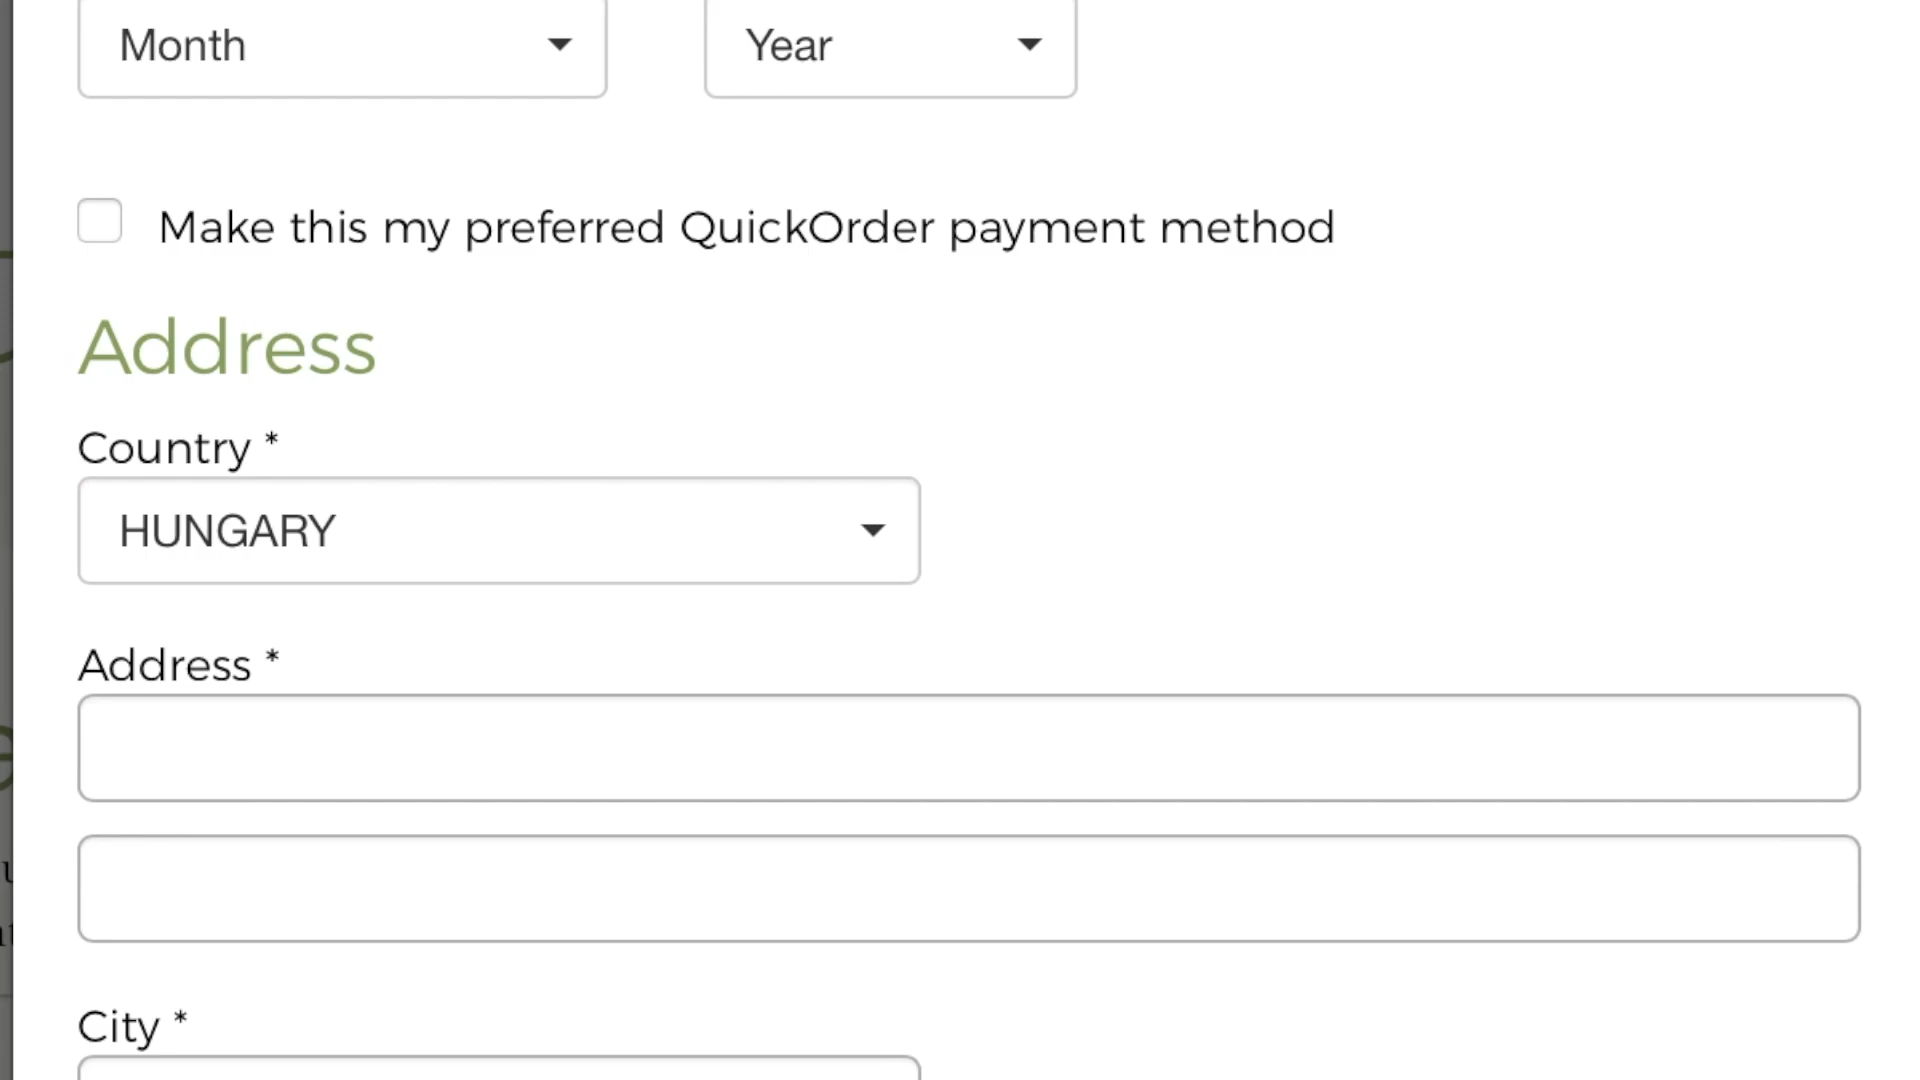 Month Year
Make this my preferred QuickOrder payment method
Address
Country *
HUNGARY
Address *
City *